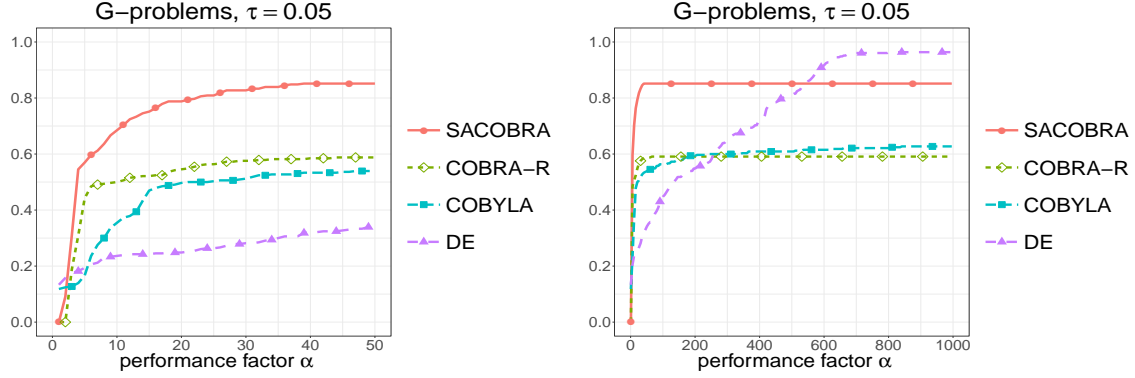 G−problems, τ = 0.05
1.0
0.8
0.6
0.4
0.2
0.0
0
10
20
30
40
50
performance factor α
SACOBRA
COBRA−R
COBYLA
DE
G−problems, τ = 0.05
1.0
0.8
0.6
0.4
0.2
0.0
0
200
400
600
800
1000
performance factor α
SACOBRA
COBRA−R
COBYLA
DE